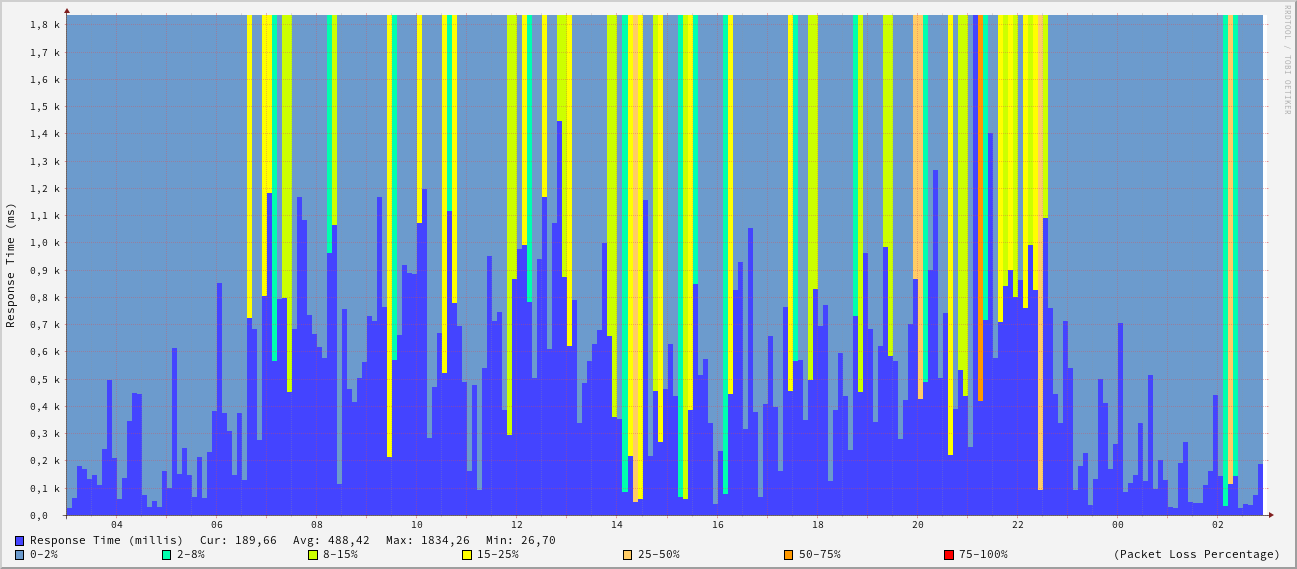 RRDTOOL / TOBI OETIKER
Response Time (ms)
1,8 k
1,7 k
1,6 k
1,5 k
1,4 k
1,3 k
1,2 k
1,1 k
1,0 k
0,9 k
0,8 k
0,7 k
0,6 k
0,5 k
0,4 k
0,3 k
0,2 k
0,1 k
0,0
04 06 08 10 12 14 16 18 20 22 00 02
Response Time (millis) Cur: 189,66 Avg: 488,42 Max: 1834,26 Min: 26,70
0-2% 2-8% 8-15% 15-25% 25-50% 50-75% 75-100% (Packet Loss Percentage)